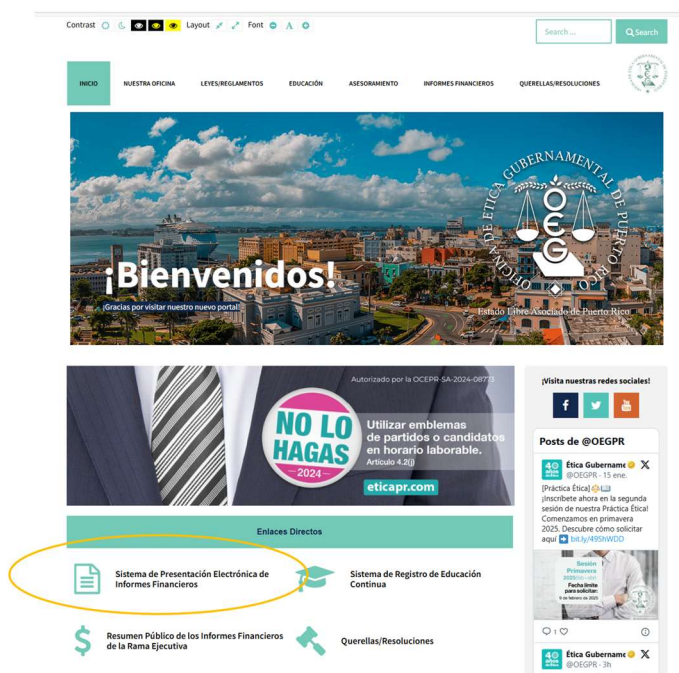 Contrast Layout Font
Search ...
Search
INICIO NUESTRA OFICINA LEYES/REGLAMENTOS EDUCACIÓN ASESORAMIENTO INFORMES FINANCIEROS QUERELLAS/RESOLUCIONES
OFICINA DE ETICA GUBERNAMENTAL DE PUERTO RICO
OEG
Estado Libre Asociado de Puerto Rico
¡Bienvenidos!
¡Gracias por visitar nuestro nuevo portal!
Autorizado por la OCEPR-SA-2024-08773
NO LO
HAGAS
2024
Utilizar emblemas
de partidos o candidatos
en horario laborable.
Artículo 4.2(j)
eticapr.com
Enlaces Directos
Sistema de Presentación Electrónica de
Informes Financieros
Sistema de Registro de Educación
Continua
Resumen Público de los Informes Financieros
de la Rama Ejecutiva
Querellas/Resoluciones
¡Visita nuestras redes sociales!
Posts de @OEGPR
Ética Gubername
@OEGPR · 15 ene.
[Práctica Ética]
¡Inscríbete ahora en la segunda
sesión de nuestra Práctica Ética!
Comenzamos en primavera
2025. Descubre cómo solicitar
aquí bit.ly/495hWDD
Sesión
Primavera
Fecha límite
para solicitar:
1
Ética Gubername
@OEGPR · 3h